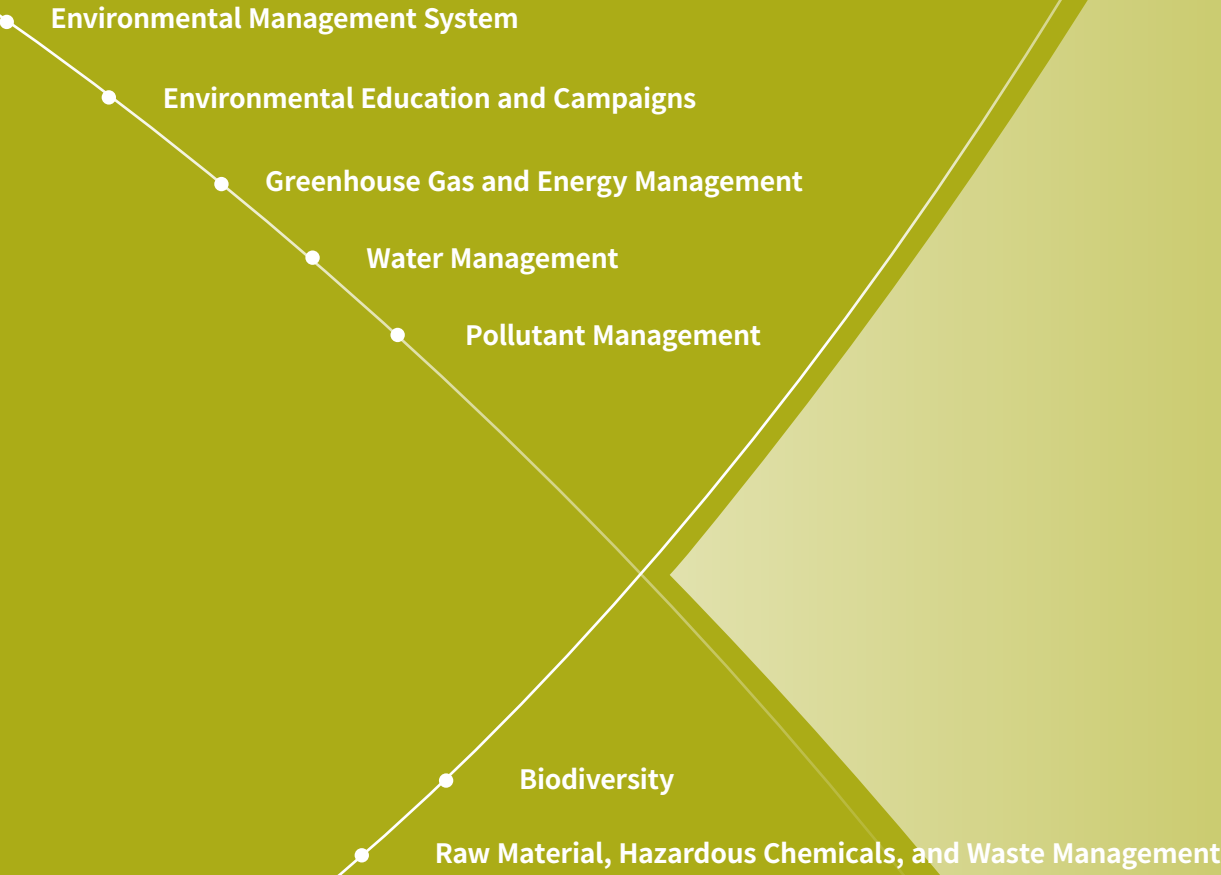 Environmental Management System
Environmental Education and Campaigns
Greenhouse Gas and Energy Management
Water Management
Pollutant Management
Biodiversity
Raw Material, Hazardous Chemicals, and Waste Management